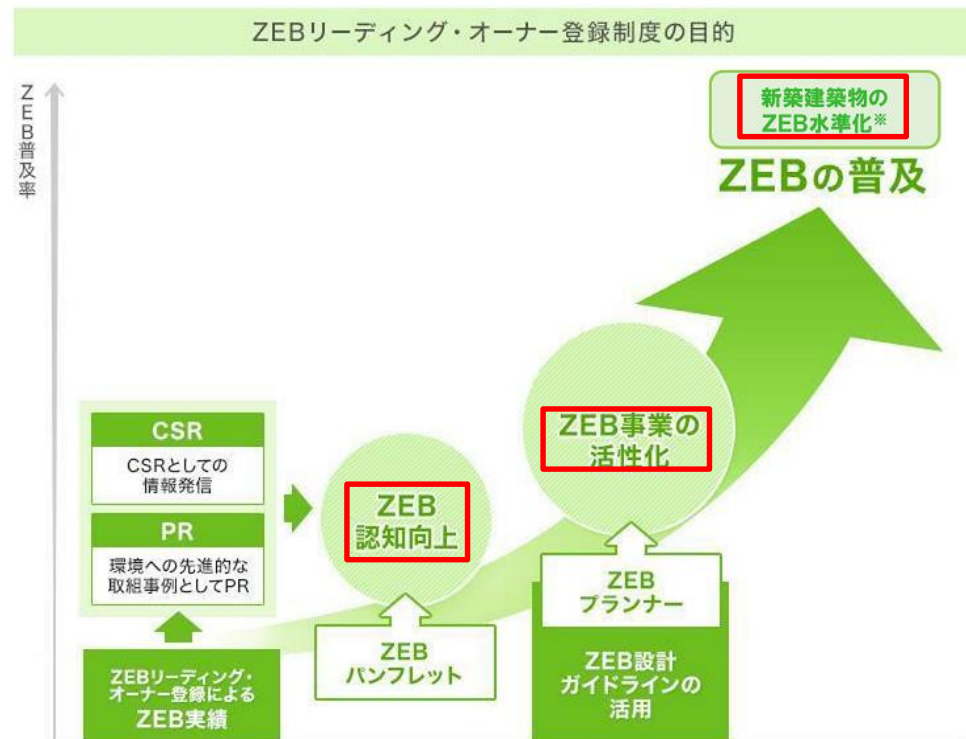 ZEBリーディング・オーナー登録制度の目的
ZEB普及率
新築建築物の
ZEB水準化※
ZEBの普及
ZEB事業の
活性化
CSR
CSRとしての
情報発信
PR
環境への先進的な
取組事例としてPR
ZEB
認知向上
ZEBリーディング・
オーナー登録による
ZEB実績
ZEB
パンフレット
ZEB
プランナー
ZEB設計
ガイドラインの
活用